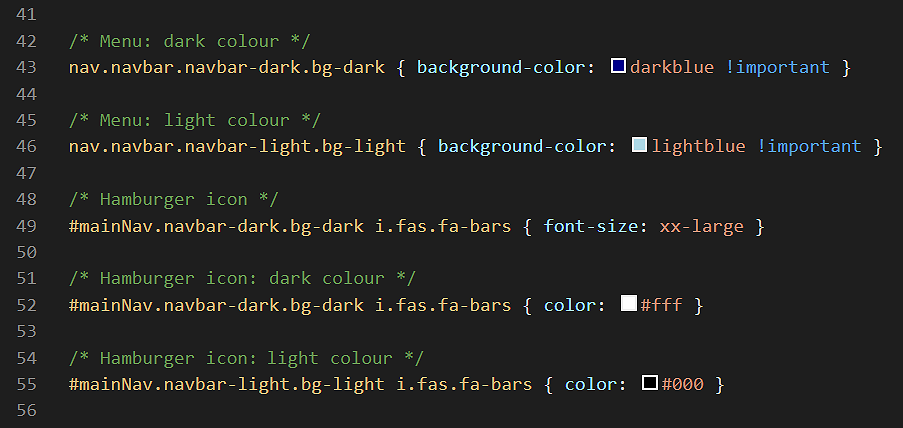 41
42 /* Menu: dark colour */
43 nav.navbar.navbar-dark.bg-dark { background-color: darkblue !important }
44
45 /* Menu: light colour */
46 nav.navbar.navbar-light.bg-light { background-color: lightblue !important }
47
48 /* Hamburger icon */
49 #mainNav.navbar-dark.bg-dark i.fas.fa-bars { font-size: xx-large }
50
51 /* Hamburger icon: dark colour */
52 #mainNav.navbar-dark.bg-dark i.fas.fa-bars { color: #fff }
53
54 /* Hamburger icon: light colour */
55 #mainNav.navbar-light.bg-light i.fas.fa-bars { color: #000 }
56